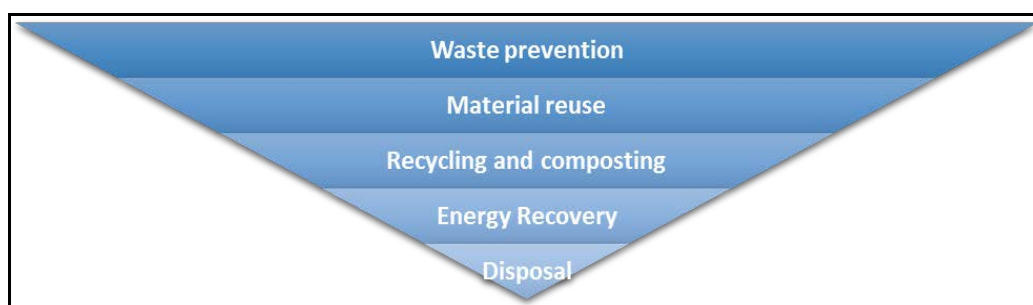 Waste prevention
Material reuse
Recycling and composting
Energy Recovery
Disposal